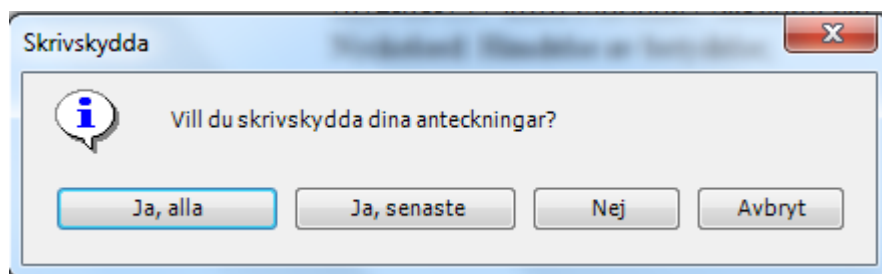 Skrivskydda
Vill du skrivskydda dina anteckningar?
Ja, alla
Ja, senaste
Nej
Avbryt